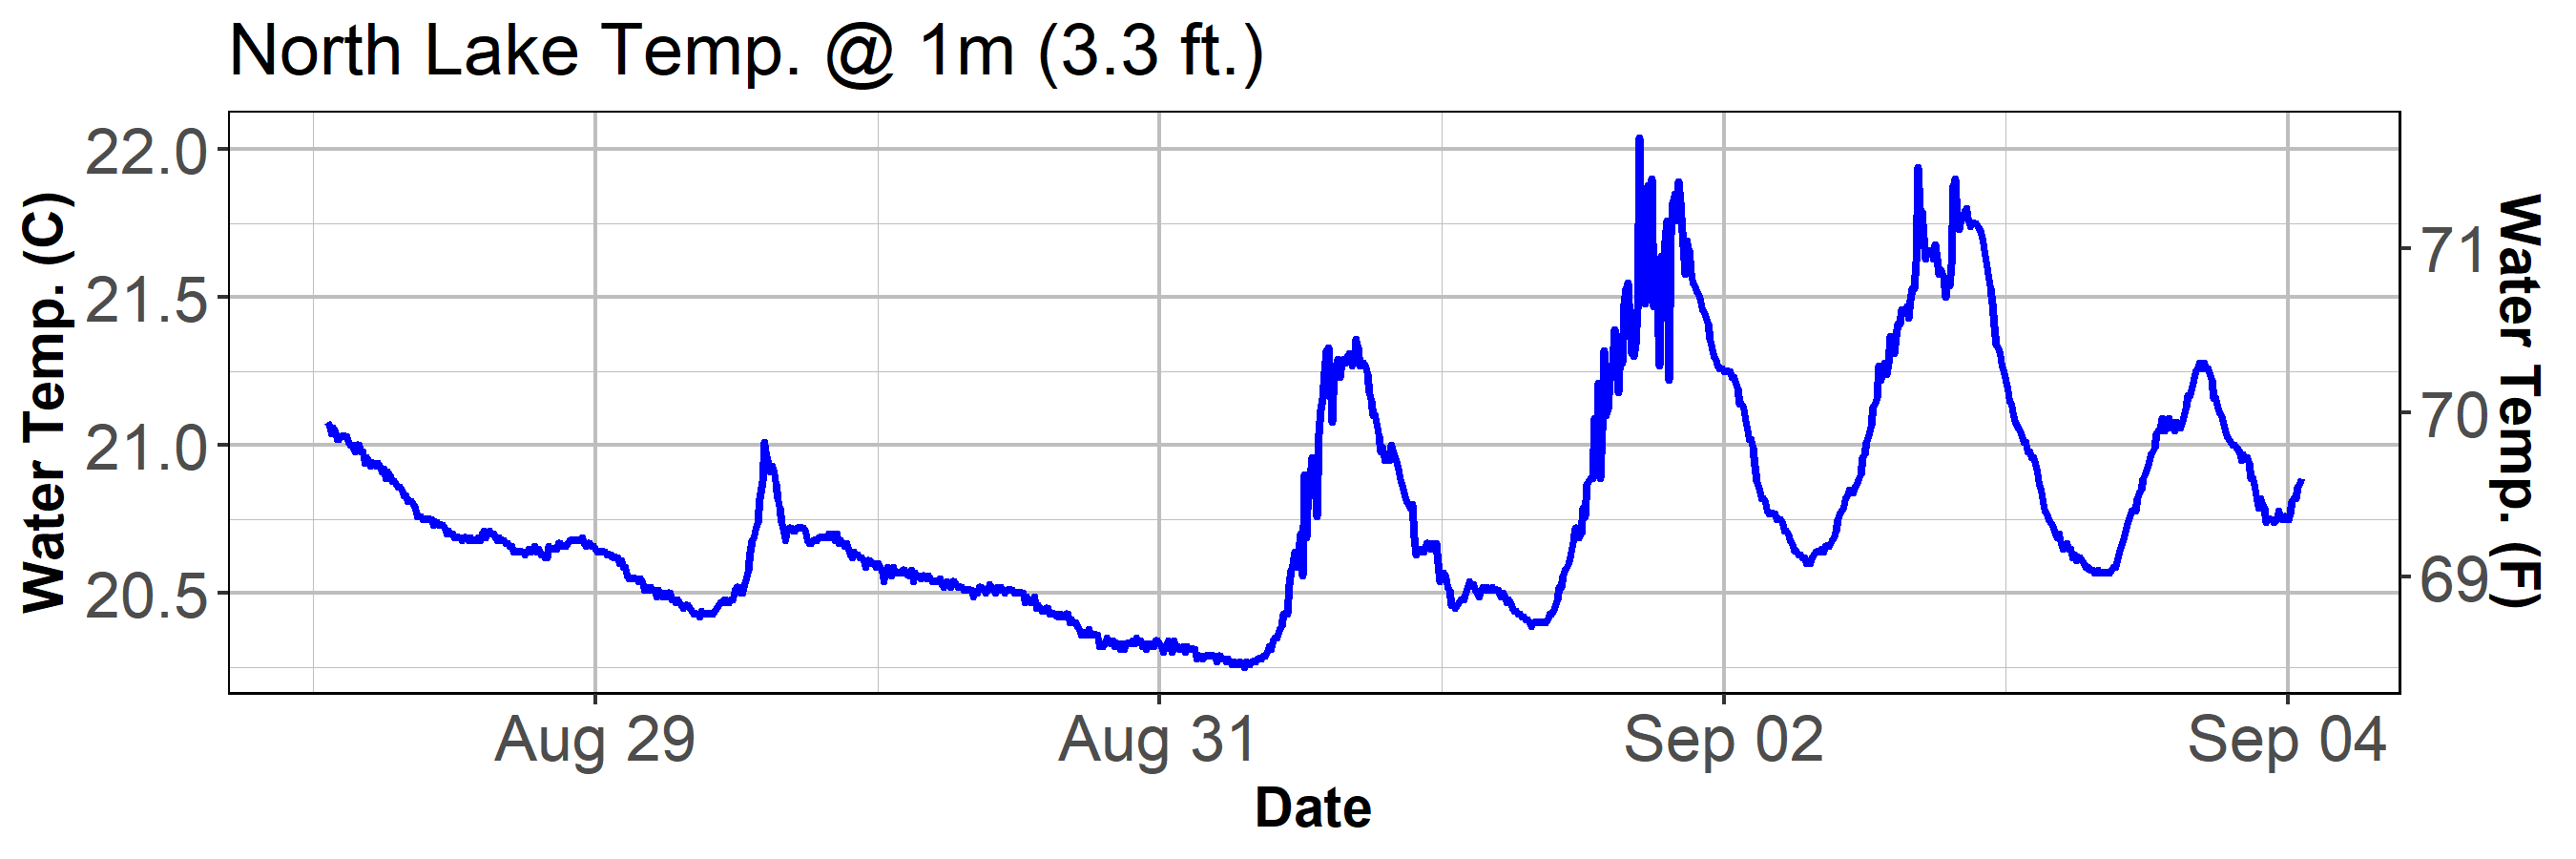 North Lake Temp. @ 1m (3.3 ft.)
Water Temp. (C)
22.0
21.5
21.0
20.5
Water Temp. (F)
71
70
69
Aug 29
Aug 31
Sep 02
Sep 04
Date